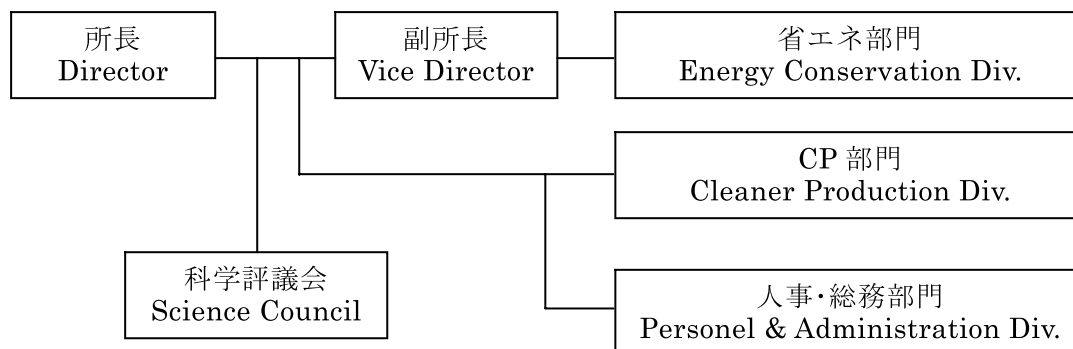 所長
Director
副所長
Vice Director
省エネ部門
Energy Conservation Div.
CP 部門
Cleaner Production Div.
科学評議会
Science Council
人事・総務部門
Personel & Administration Div.